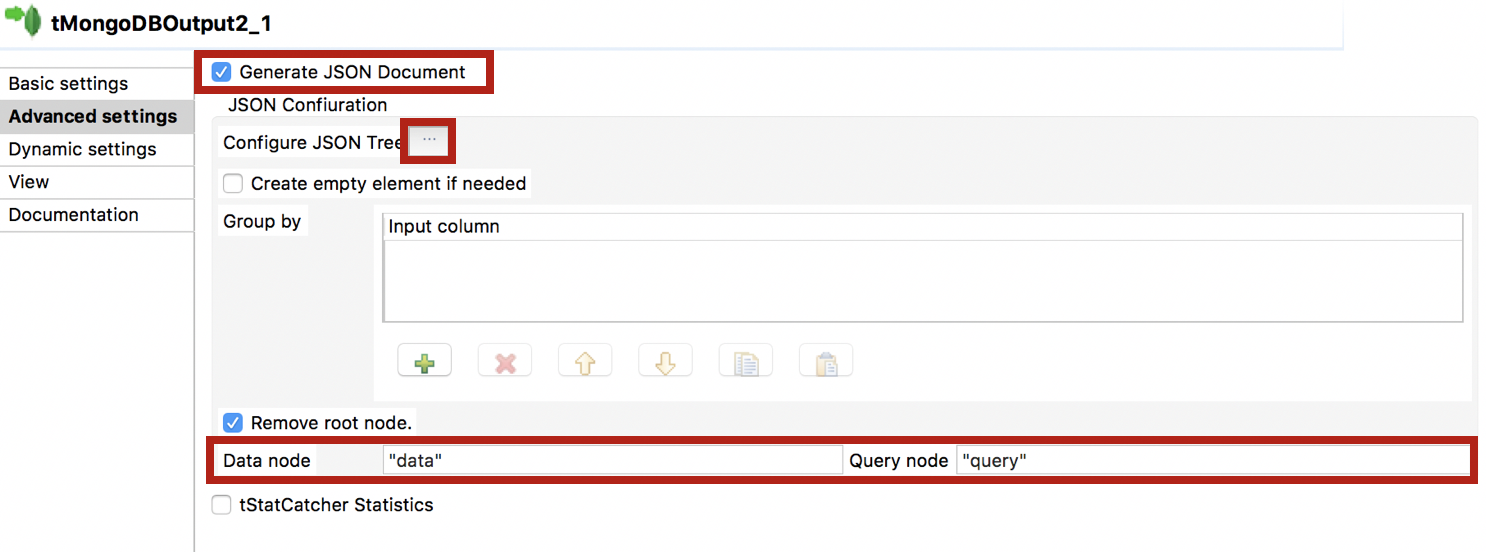 tMongoDBOutput2_1
Basic settings
Advanced settings
Dynamic settings
View
Documentation
Generate JSON Document
JSON Confiuration
Configure JSON Tree ...
Create empty element if needed
Group by
Input column
Remove root node.
Data node "data" Query node "query"
tStatCatcher Statistics